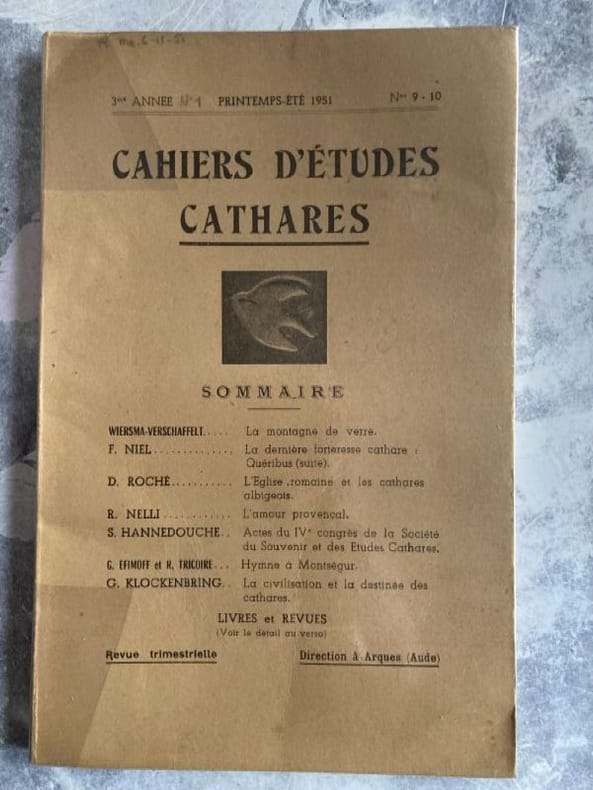 3me ANNEE N°1 PRINTEMPS-ÉTÉ 1951 Nos 9 - 10
CAHIERS D'ÉTUDES
CATHARES
SOMMAIRE
WIERSMA-VERSCHAFFELT..... La montagne de verre.
F. NIEL............. La dernière forteresse cathare :
Quéribus (suite).
D. ROCHÉ........... L'Eglise romaine et les cathares
albigeois.
R. NELLI ............ L'amour provençal.
S. HANNEDOUCHE.. Actes du IVe congrès de la Société
du Souvenir et des Etudes Cathares.
G. EFIMOFF et R. TRICOIRE... Hymne à Montségur.
G. KLOCKENBRING.. La civilisation et la destinée des
cathares.
LIVRES et REVUES
(Voir le détail au verso)
Revue trimestrielle Direction à Arques (Aude)